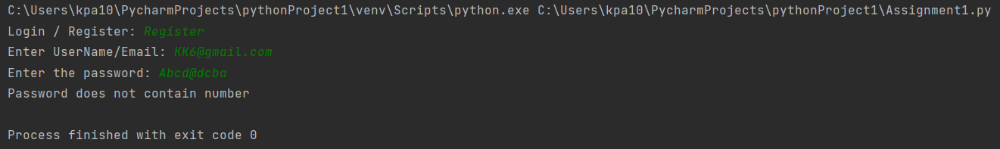 C:\Users\kpa10\PycharmProjects\pythonProject1\venv\Scripts\python.exe C:\Users\kpa10\PycharmProjects\pythonProject1\Assignment1.py
Login / Register: Register
Enter UserName/Email: KK6@gmail.com
Enter the password: Abcd@dcba
Password does not contain number
Process finished with exit code 0